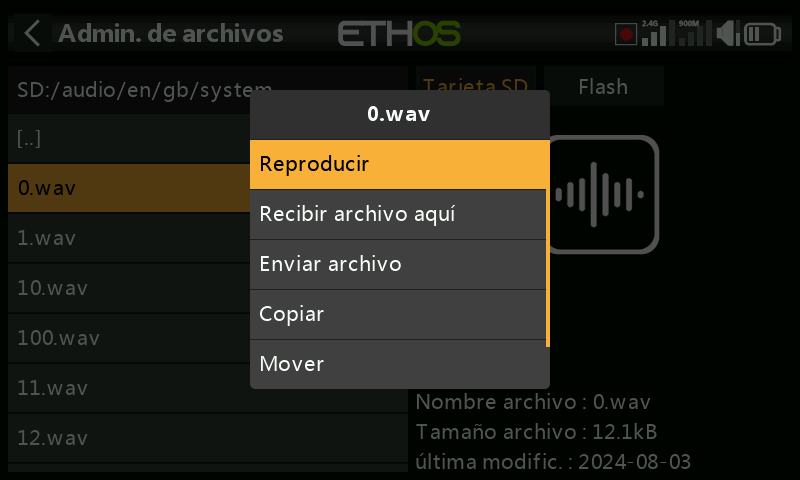 Admin. de archivos
ETHOS
2.4G
900M
SD:/audio/en/gb/system
Tarjeta SD
Flash
[..]
0.wav
1.wav
10.wav
100.wav
11.wav
12.wav
0.wav
Reproducir
Recibir archivo aquí
Enviar archivo
Copiar
Mover
Nombre archivo : 0.wav
Tamaño archivo : 12.1kB
última modific. : 2024-08-03